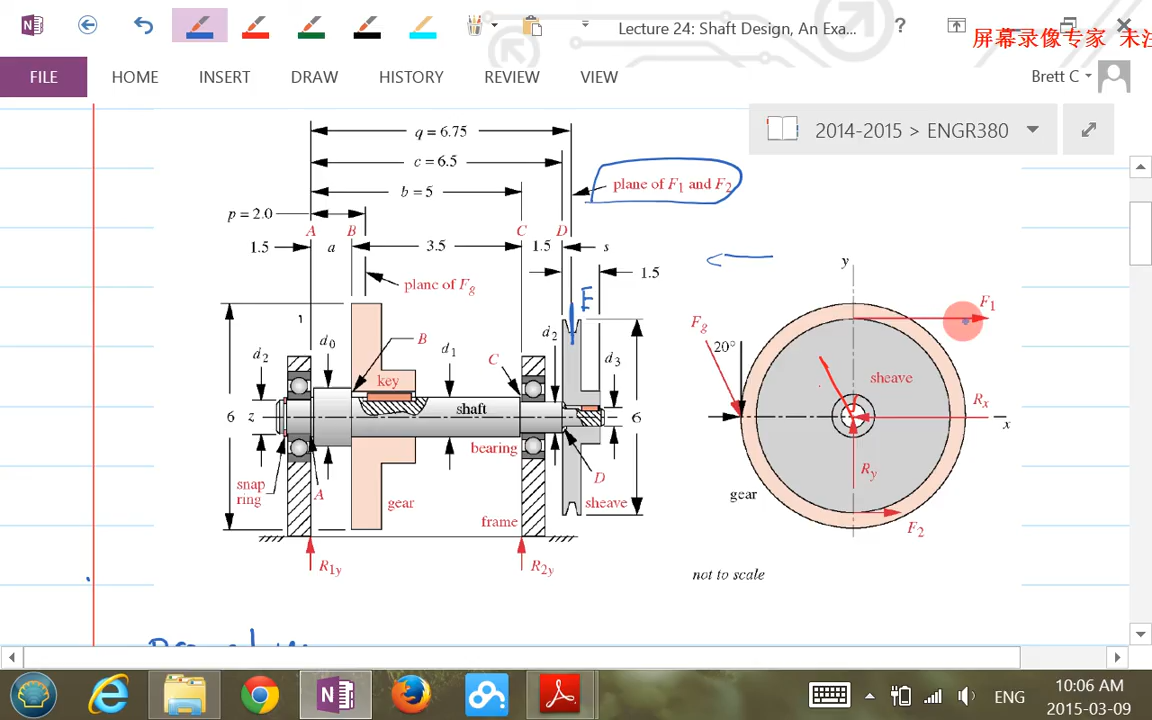 Lecture 24: Shaft Design, An Exa...
?
屏幕录像专家 未注
FILE
HOME
INSERT
DRAW
HISTORY
REVIEW
VIEW
Brett C
2014-2015 > ENGR380
q = 6.75
c = 6.5
b = 5
p = 2.0
plane of F₁ and F₂
A
B
C
D
1.5
a
3.5
1.5
s
plane of Fg
1.5
E
d₀
d₂
B
d₁
C
d₂
d₃
key
shaft
6
z
6
bearing
snap
ring
A
gear
D
sheave
frame
R1y
R2y
y
F₁
Fg
20°
sheave
Rx
x
Ry
gear
F₂
not to scale
ENG
10:06 AM
2015-03-09